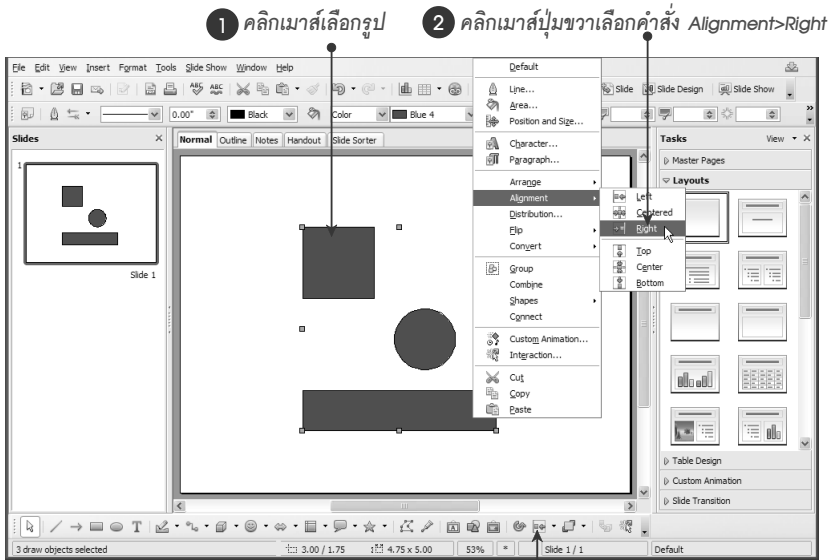 1 คลิกเมาส์เลือกรูป 2 คลิกเมาส์ปุ่มขวาเลือกคำสั่ง Alignment>Right
File Edit View Insert Format Tools Slide Show Window Help
Slide Slide Design Slide Show
0.00" Black Color Blue 4
Slides
Normal Outline Notes Handout Slide Sorter
Tasks View
1
Slide 1
Default
Line...
Area...
Position and Size...
Character...
Paragraph...
Arrange
Alignment
Distribution...
Flip
Convert
Group
Combine
Shapes
Connect
Custom Animation...
Interaction...
Cut
Copy
Paste
Left
Centered
Right
Top
Center
Bottom
Master Pages
Layouts
Table Design
Custom Animation
Slide Transition
3 draw objects selected 3.00 / 1.75 4.75 x 5.00 53% * Slide 1 / 1 Default